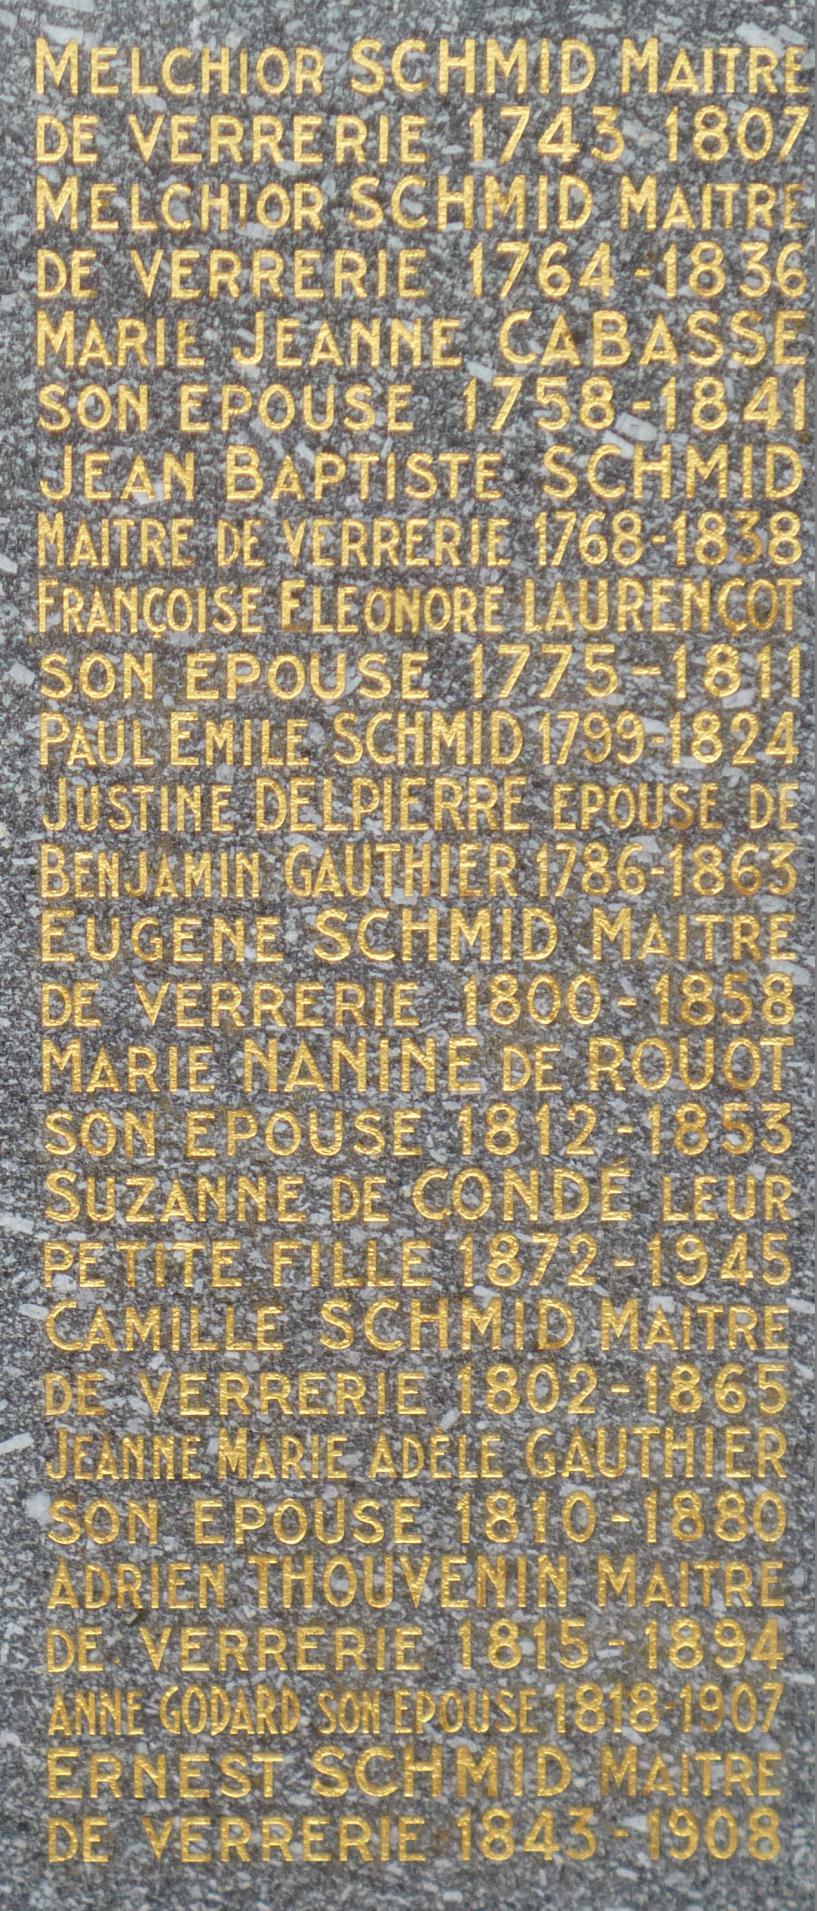 MELCHIOR SCHMID MAITRE
DE VERRERIE 1743-1807
MELCHIOR SCHMID MAITRE
DE VERRERIE 1764-1836
MARIE JEANNE CABASSE
SON EPOUSE 1758-1841
JEAN BAPTISTE SCHMID
MAITRE DE VERRERIE 1768-1838
FRANÇOISE ELEONORE LAURENÇOT
SON EPOUSE 1775-1811
PAUL EMILE SCHMID 1799-1824
JUSTINE DELPIERRE EPOUSE DE
BENJAMIN GAUTHIER 1786-1863
EUGENE SCHMID MAITRE
DE VERRERIE 1800-1858
MARIE NANINE DE ROUOT
SON EPOUSE 1812-1853
SUZANNE DE CONDÉ LEUR
PETITE FILLE 1872-1945
CAMILLE SCHMID MAITRE
DE VERRERIE 1802-1865
JEANNE MARIE ADÈLE GAUTHIER
SON EPOUSE 1810-1880
ADRIEN THOUVENIN MAITRE
DE VERRERIE 1815-1894
ANNE GODARD SON EPOUSE 1818-1907
ERNEST SCHMID MAITRE
DE VERRERIE 1843-1908